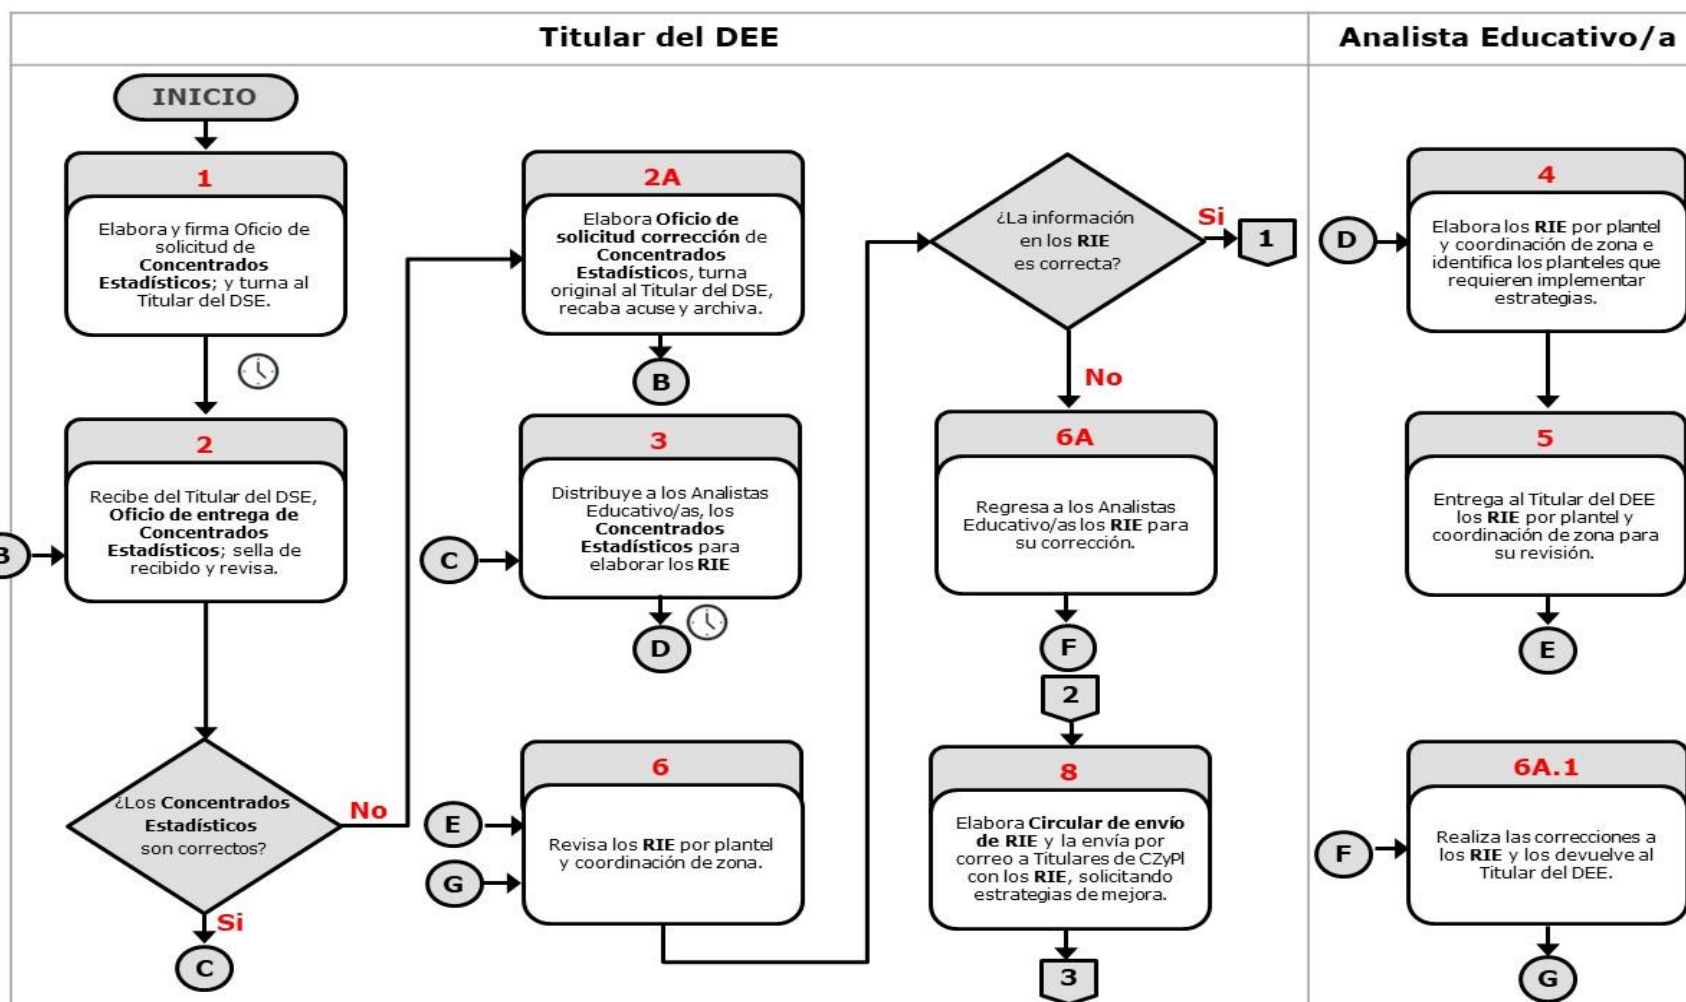 Titular del DEE
Analista Educativo/a
INICIO
1
Elabora y firma Oficio de
solicitud de
Concentrados
Estadísticos; y turna al
Titular del DSE.
2
B
Recibe del Titular del DSE,
Oficio de entrega de
Concentrados
Estadísticos; sella de
recibido y revisa.
¿Los Concentrados
Estadísticos
son correctos?
No
Si
C
2A
Elabora Oficio de
solicitud corrección de
Concentrados
Estadísticos, turna
original al Titular del DSE,
recaba acuse y archiva.
B
3
C
Distribuye a los Analistas
Educativo/as, los
Concentrados
Estadísticos para
elaborar los RIE
D
6
E
G
Revisa los RIE por plantel
y coordinación de zona.
¿La información
en los RIE
es correcta?
Si
1
No
6A
Regresa a los Analistas
Educativo/as los RIE para
su corrección.
F
2
8
Elabora Circular de envío
de RIE y la envía por
correo a Titulares de CZyPl
con los RIE, solicitando
estrategias de mejora.
3
4
D
Elabora los RIE por plantel
y coordinación de zona e
identifica los planteles que
requieren implementar
estrategias.
5
Entrega al Titular del DEE
los RIE por plantel y
coordinación de zona para
su revisión.
E
6A.1
F
Realiza las correcciones a
los RIE y los devuelve al
Titular del DEE.
G